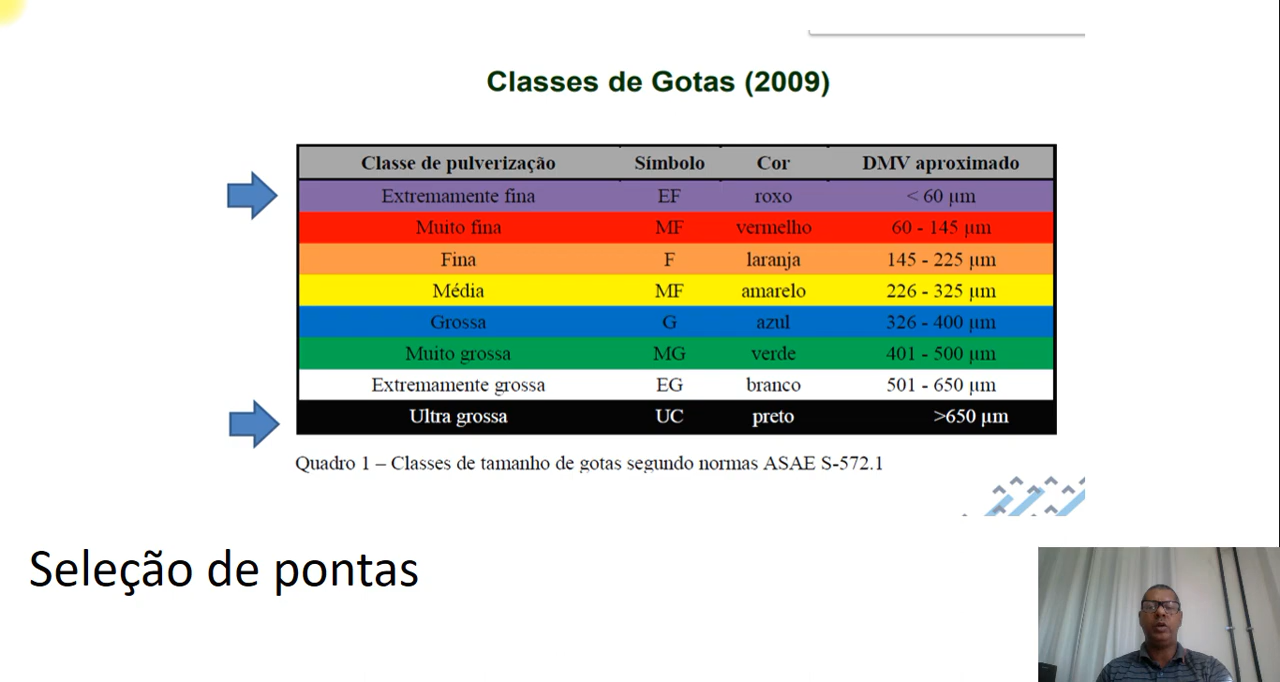 Classes de Gotas (2009)
Classe de pulverização Símbolo Cor DMV aproximado
Extremamente fina EF roxo < 60 µm
Muito fina MF vermelho 60 - 145 µm
Fina F laranja 145 - 225 µm
Média MF amarelo 226 - 325 µm
Grossa G azul 326 - 400 µm
Muito grossa MG verde 401 - 500 µm
Extremamente grossa EG branco 501 - 650 µm
Ultra grossa UC preto >650 µm
Quadro 1 – Classes de tamanho de gotas segundo normas ASAE S-572.1
Seleção de pontas